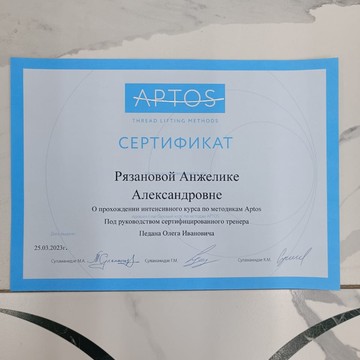 APTOS
THREAD LIFTING METHODS
СЕРТИФИКАТ
Рязановой Анжелике
Александровне
О прохождении интенсивного курса по методикам Aptos
Под руководством сертифицированного тренера
Педана Олега Ивановича
25.03.2023г.